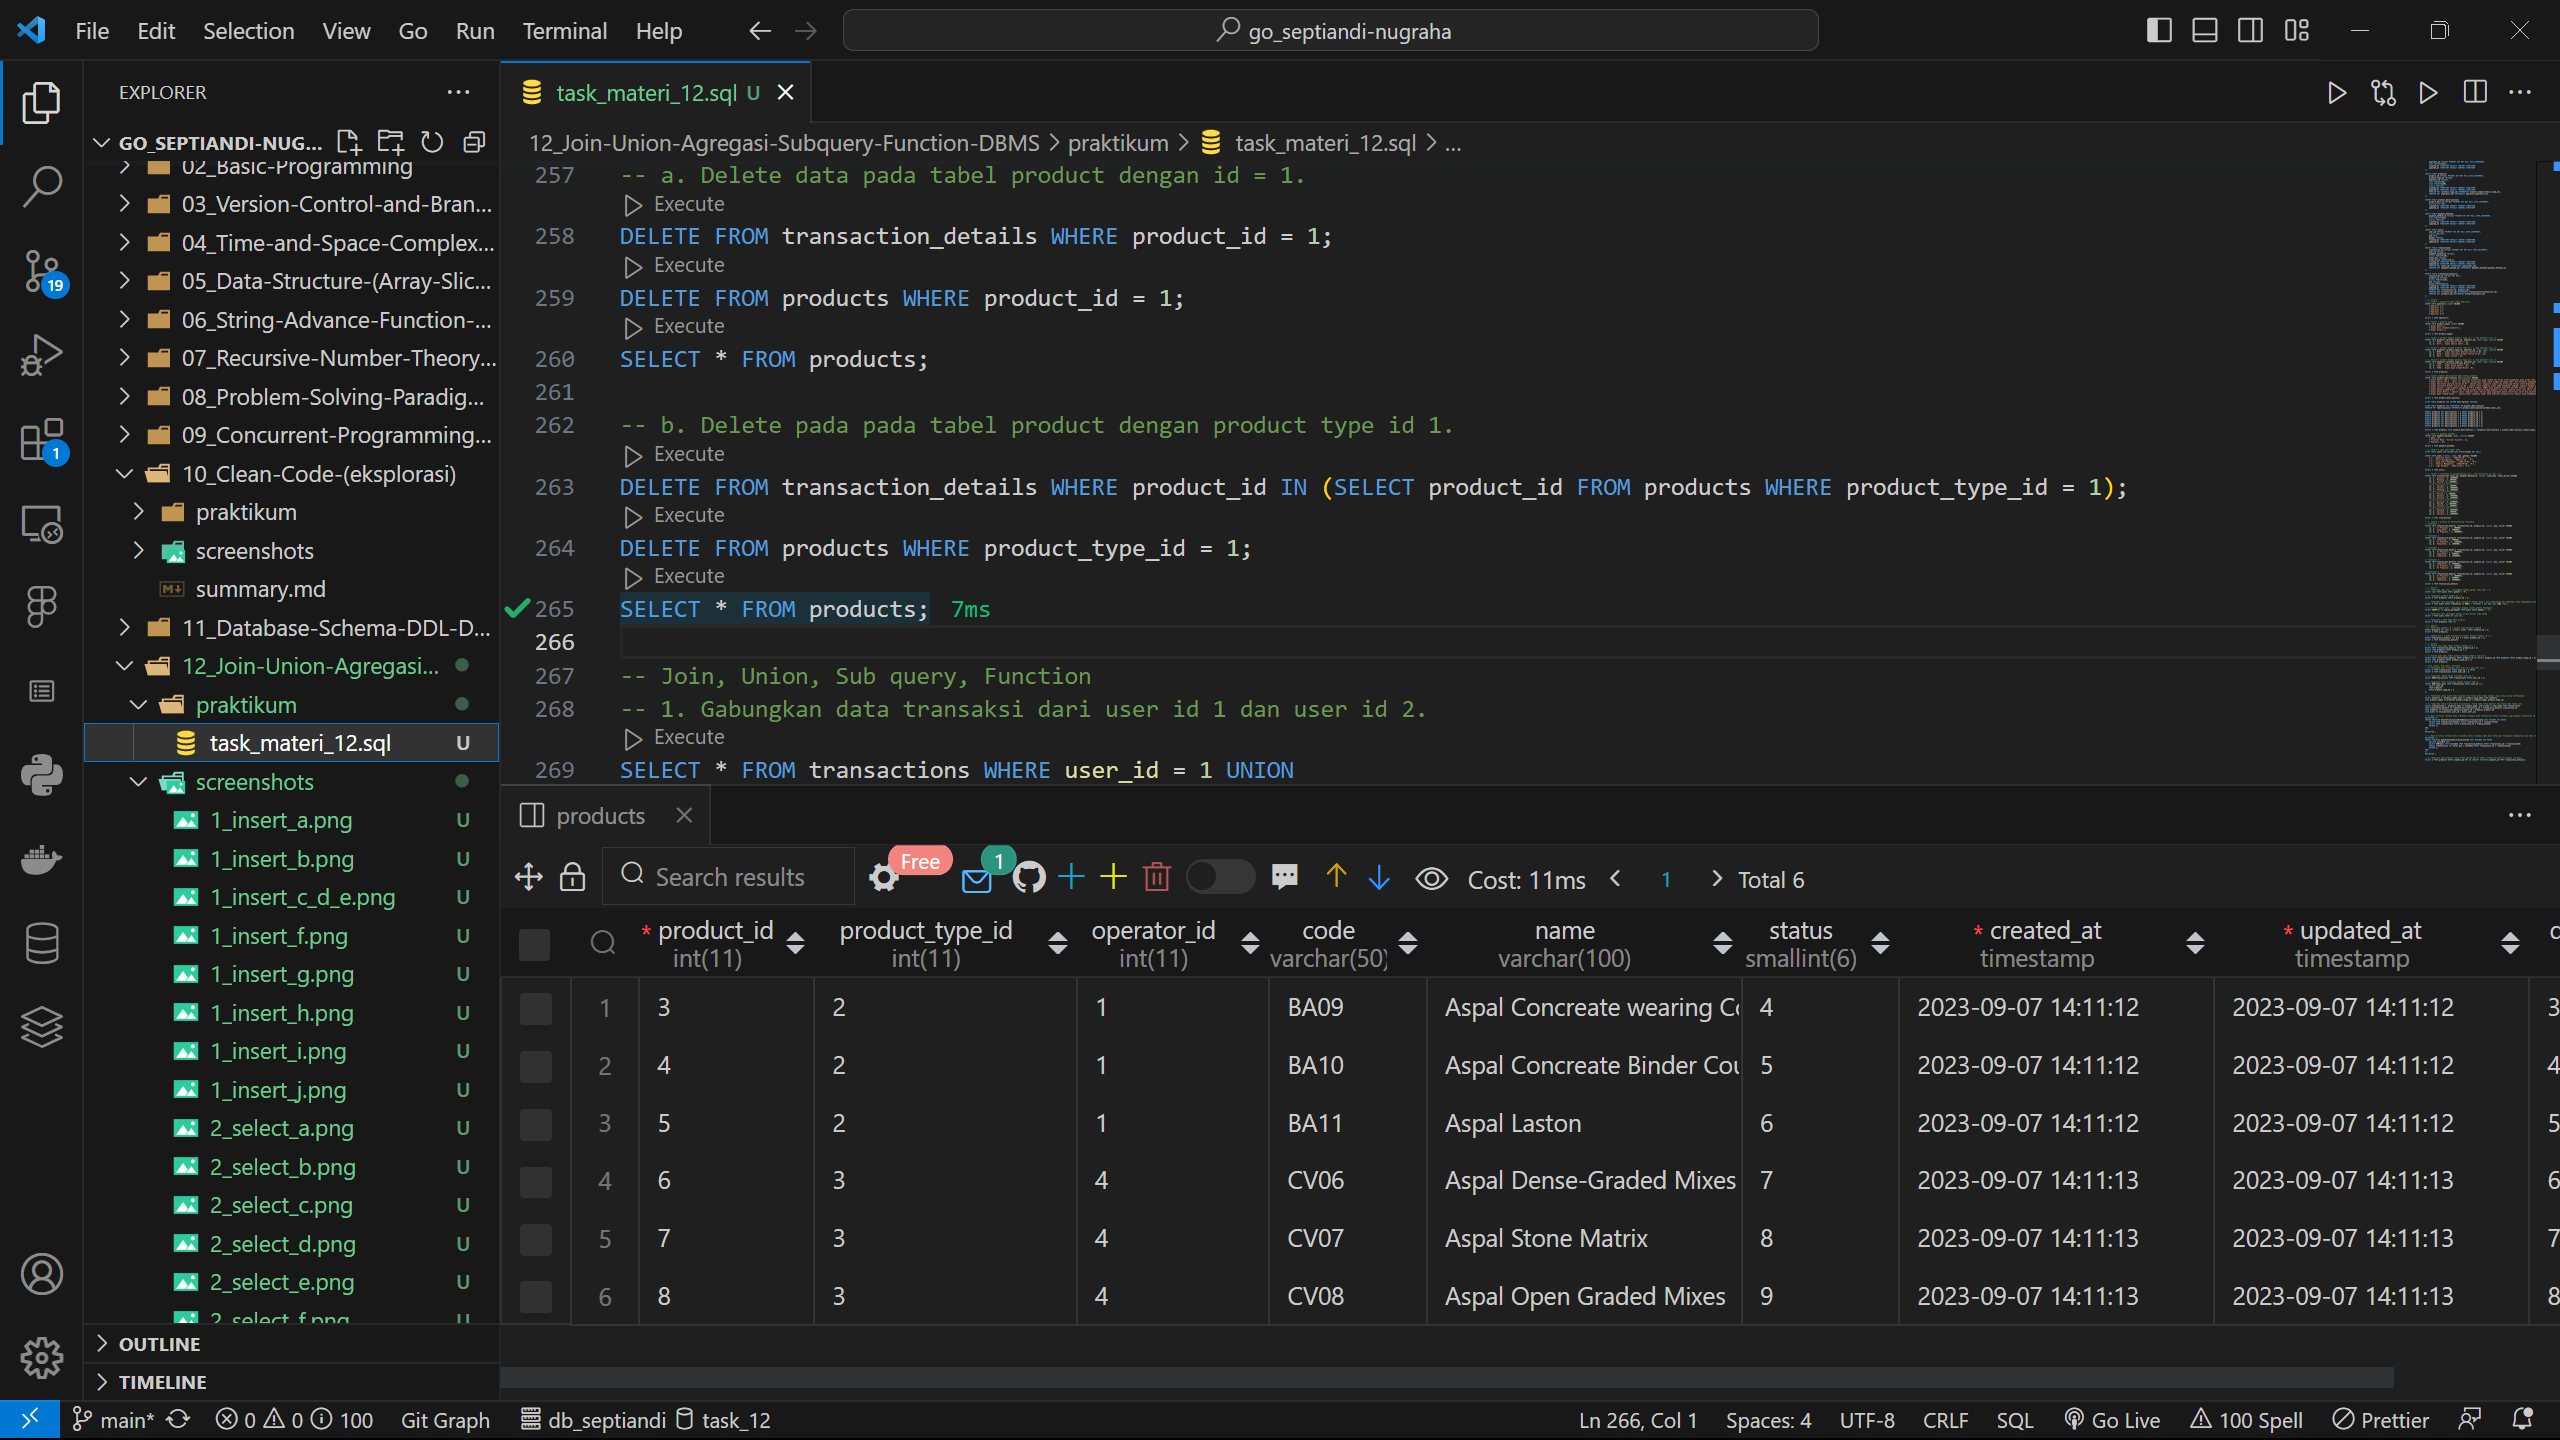 File Edit Selection View Go Run Terminal Help
go_septiandi-nugraha
EXPLORER
GO_SEPTIANDI-NUG...
02_Basic-Programming
03_Version-Control-and-Bran...
04_Time-and-Space-Complex...
05_Data-Structure-(Array-Slic...
06_String-Advance-Function-...
07_Recursive-Number-Theory...
08_Problem-Solving-Paradig...
09_Concurrent-Programming...
10_Clean-Code-(eksplorasi)
praktikum
screenshots
summary.md
11_Database-Schema-DDL-D...
12_Join-Union-Agregasi...
praktikum
task_materi_12.sql U
screenshots
1_insert_a.png U
1_insert_b.png U
1_insert_c_d_e.png U
1_insert_f.png U
1_insert_g.png U
1_insert_h.png U
1_insert_i.png U
1_insert_j.png U
2_select_a.png U
2_select_b.png U
2_select_c.png U
2_select_d.png U
2_select_e.png U
2_select_f.png U
OUTLINE
TIMELINE
19
1
task_materi_12.sql U
12_Join-Union-Agregasi-Subquery-Function-DBMS > praktikum > task_materi_12.sql > ...
257 -- a. Delete data pada tabel product dengan id = 1.
Execute
258 DELETE FROM transaction_details WHERE product_id = 1;
Execute
259 DELETE FROM products WHERE product_id = 1;
Execute
260 SELECT * FROM products;
261
262 -- b. Delete pada pada tabel product dengan product type id 1.
Execute
263 DELETE FROM transaction_details WHERE product_id IN (SELECT product_id FROM products WHERE product_type_id = 1);
Execute
264 DELETE FROM products WHERE product_type_id = 1;
Execute
265 SELECT * FROM products; 7ms
266
267 -- Join, Union, Sub query, Function
268 -- 1. Gabungkan data transaksi dari user id 1 dan user id 2.
Execute
269 SELECT * FROM transactions WHERE user_id = 1 UNION
products
Search results Free 1 Cost: 11ms 1 Total 6
* product_id product_type_id operator_id code name status * created_at * updated_at
int(11) int(11) int(11) varchar(50) varchar(100) smallint(6) timestamp timestamp
1 3 2 1 BA09 Aspal Concreate wearing Co 4 2023-09-07 14:11:12 2023-09-07 14:11:12 3
2 4 2 1 BA10 Aspal Concreate Binder Cou 5 2023-09-07 14:11:12 2023-09-07 14:11:12 4
3 5 2 1 BA11 Aspal Laston 6 2023-09-07 14:11:12 2023-09-07 14:11:12 5
4 6 3 4 CV06 Aspal Dense-Graded Mixes 7 2023-09-07 14:11:13 2023-09-07 14:11:13 6
5 7 3 4 CV07 Aspal Stone Matrix 8 2023-09-07 14:11:13 2023-09-07 14:11:13 7
6 8 3 4 CV08 Aspal Open Graded Mixes 9 2023-09-07 14:11:13 2023-09-07 14:11:13 8
main* 0 0 100 Git Graph db_septiandi task_12 Ln 266, Col 1 Spaces: 4 UTF-8 CRLF SQL Go Live 100 Spell Prettier